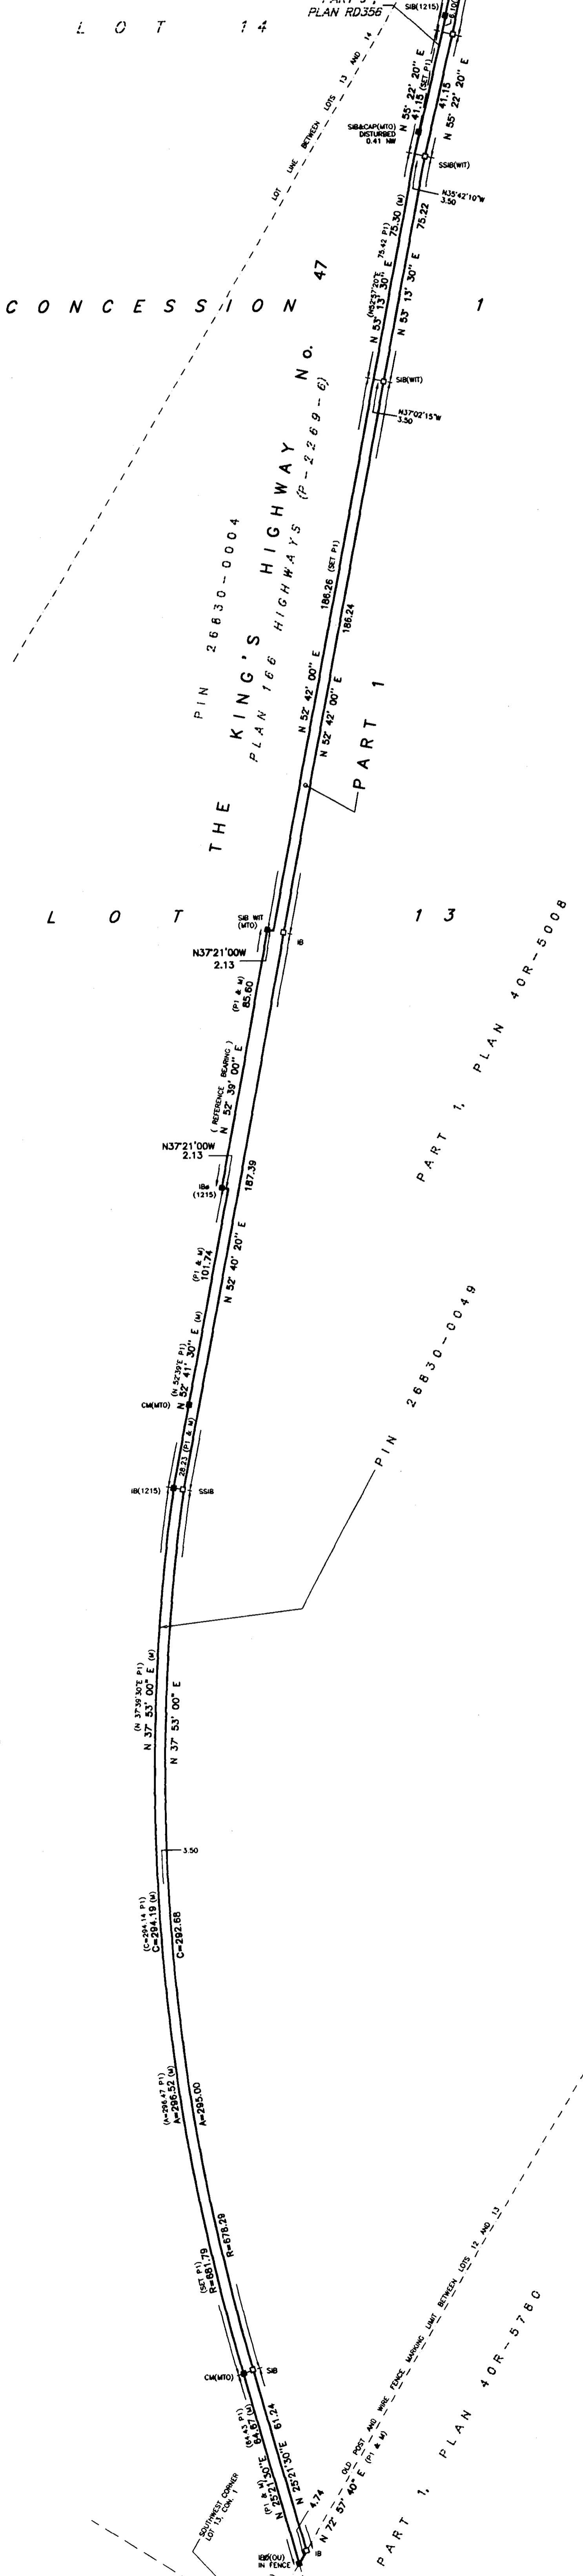 PLAN RD356
SIB(1215)
LOT 14
LOT LINE BETWEEN LOTS 13 AND 14
N 55° 22' 20" E
41.15 (SET P1)
41.15
N 55° 22' 20" E
SIB&CAP(MTO)
DISTURBED
0.41 NW
SSIB(WIT)
N35°42'10"W
3.50
75.30 (M)
75.22
(N52°57'20"E 75.42 P1)
N 53° 13' 30" E
N 53° 13' 30" E
CONCESSION 1
SIB(WIT)
N37°02'15"W
3.50
THE KING'S HIGHWAY No. 47
PLAN 166 HIGHWAYS (P-2269-6)
PIN 26830-0004
186.26 (SET P1)
186.24
N 52° 42' 00" E
N 52° 42' 00" E
PART 1
LOT 13
SIB WIT
(MTO)
IB
N37°21'00W
2.13
(P1 & M)
85.60
(REFERENCE BEARING)
N 52° 39' 00" E
PART 1, PLAN 40R-5008
N37°21'00W
2.13
187.39
IBø
(1215)
(P1 & M)
101.74
N 52° 40' 20" E
(N 52°39'E P1)
N 52° 41' 30" E (M)
CM(MTO)
28.23 (P1 & M)
PIN 26830-0049
IB(1215)
SSIB
(N 37°39'30"E P1)
N 37° 53' 00" E (M)
N 37° 53' 00" E
3.50
(C=294.14 P1)
C=294.19 (M)
C=292.68
(A=296.47 P1)
A=296.52 (M)
A=295.00
(SET P1)
R=681.79
R=678.29
CM(MTO)
SIB
(64.43 P1)
64.67 (M)
61.24
(P1 & M)
N 25°21'30"E
N 25°21'30"E
OLD POST AND WIRE FENCE MARKING LIMIT BETWEEN LOTS 12 AND 13
N 72° 57' 40" E (P1 & M)
4.74
PART 1, PLAN 40R-5780
SOUTHWEST CORNER
LOT 13, CON. 1
IB
IBØ(OU)
IN FENCE